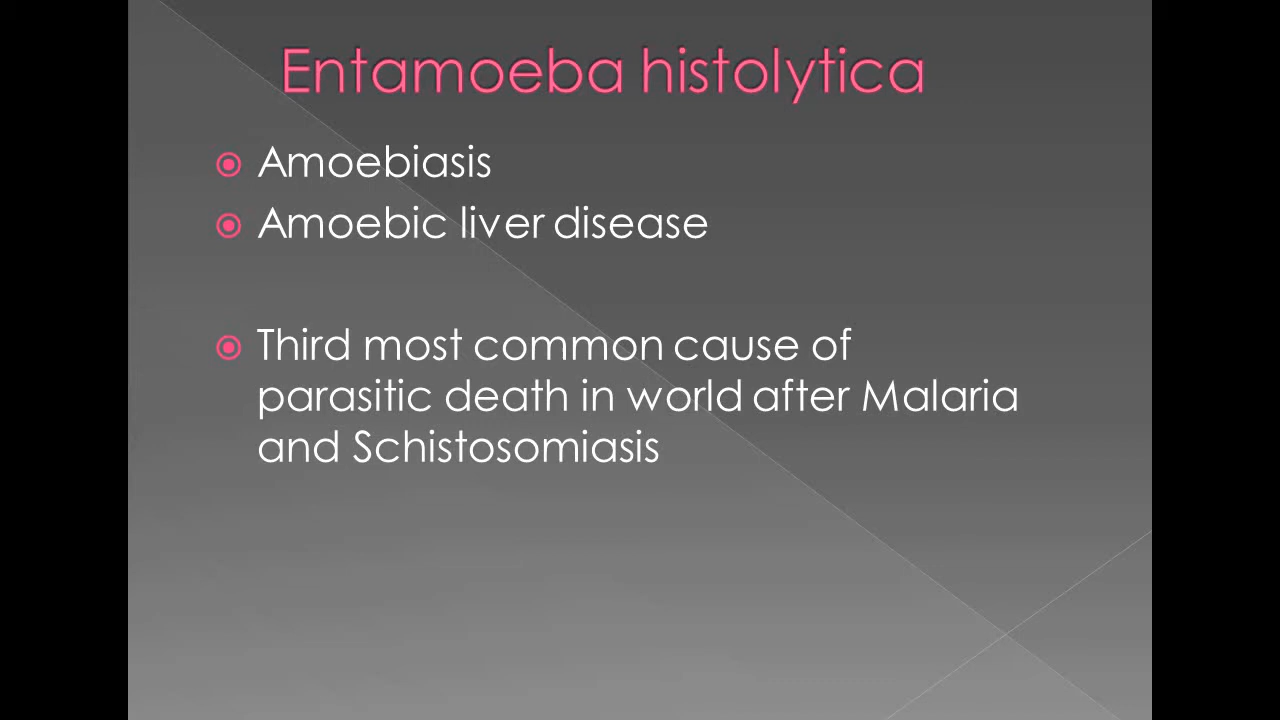 Entamoeba histolytica
Amoebiasis
Amoebic liver disease
Third most common cause of
parasitic death in world after Malaria
and Schistosomiasis